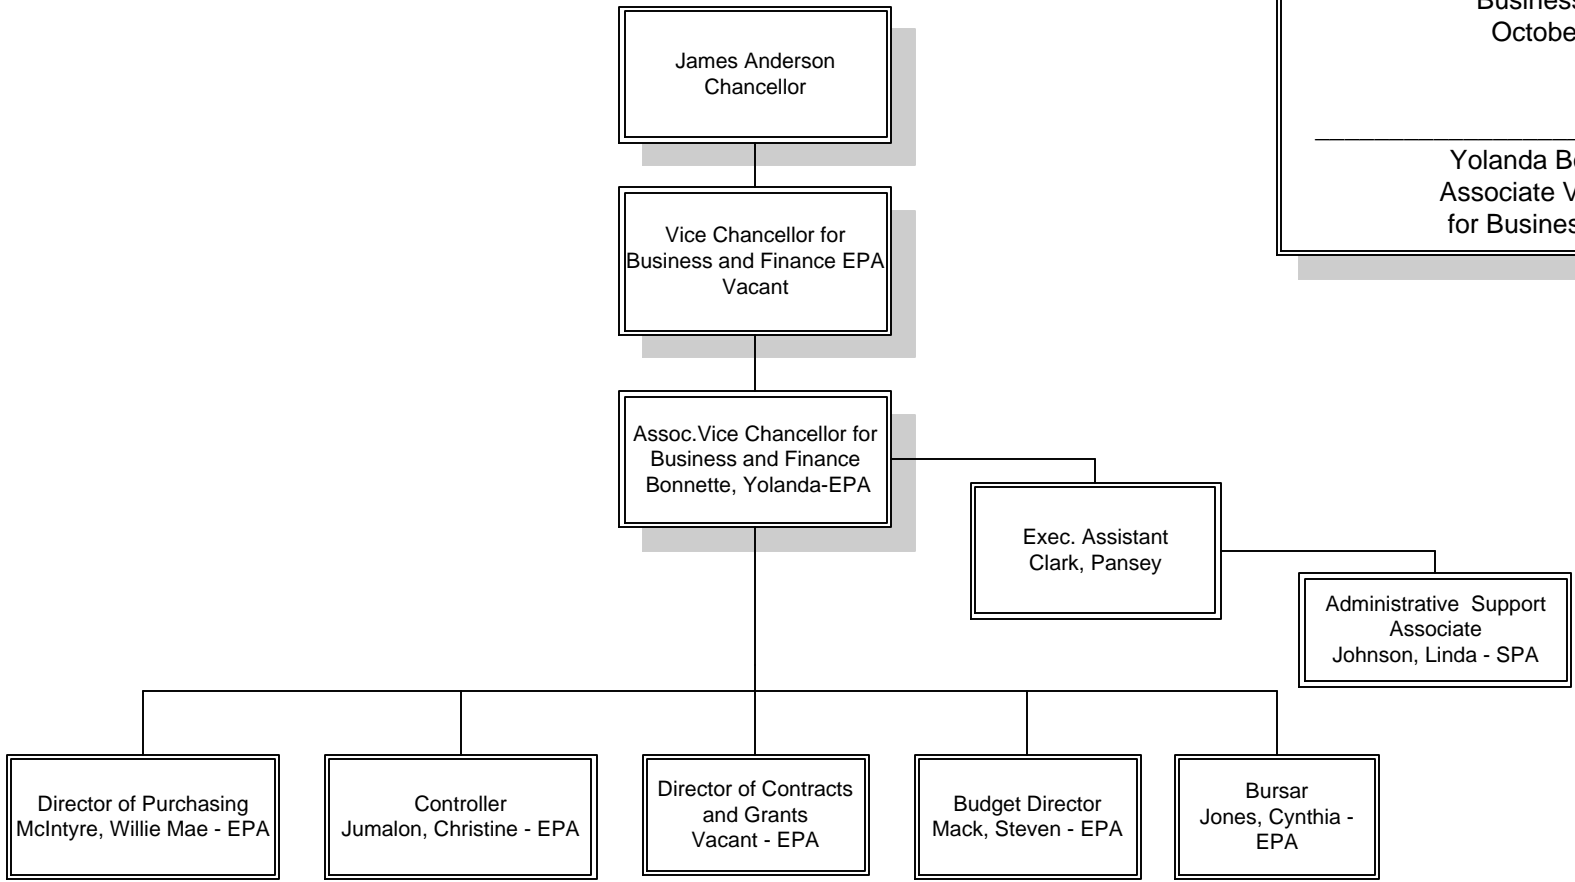 Business
Octobe
James Anderson
Chancellor
Yolanda B
Associate V
for Busines
Vice Chancellor for
Business and Finance EPA
Vacant
Assoc.Vice Chancellor for
Business and Finance
Bonnette, Yolanda-EPA
Exec. Assistant
Clark, Pansey
Administrative Support
Associate
Johnson, Linda - SPA
Director of Purchasing
McIntyre, Willie Mae - EPA
Controller
Jumalon, Christine - EPA
Director of Contracts
and Grants
Vacant - EPA
Budget Director
Mack, Steven - EPA
Bursar
Jones, Cynthia -
EPA